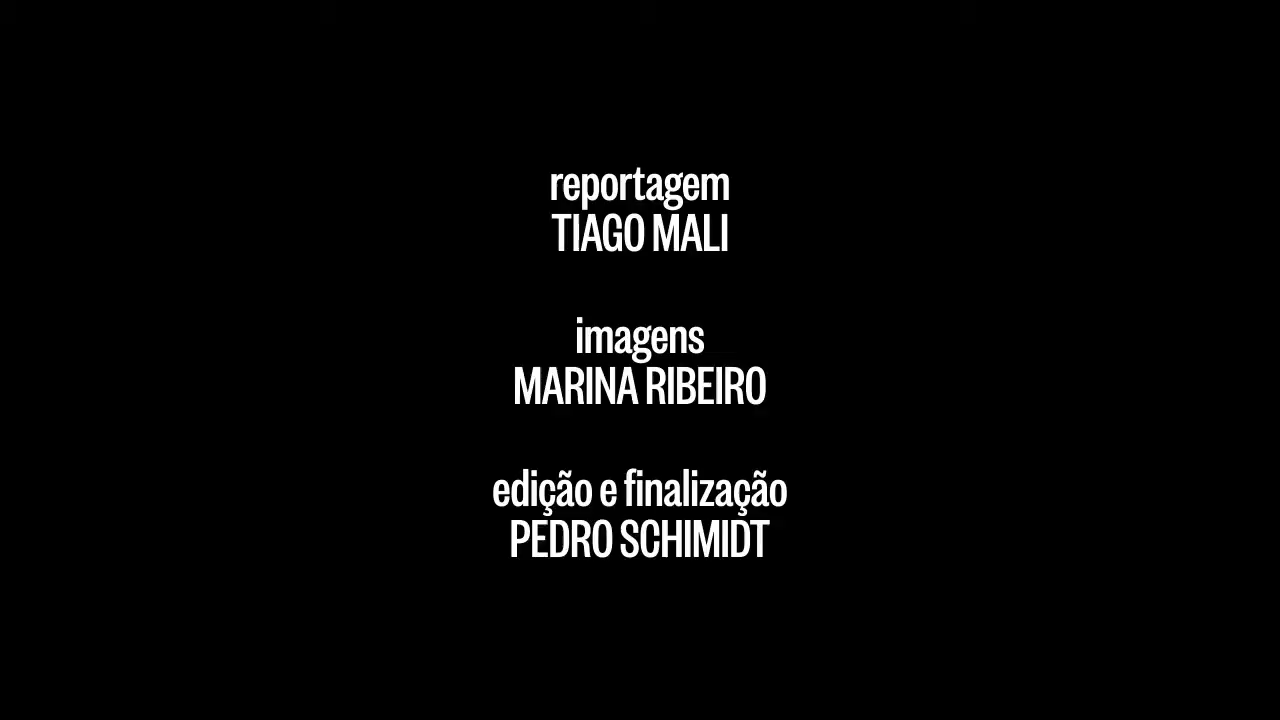 reportagem
TIAGO MALI
imagens
MARINA RIBEIRO
edição e finalização
PEDRO SCHIMIDT